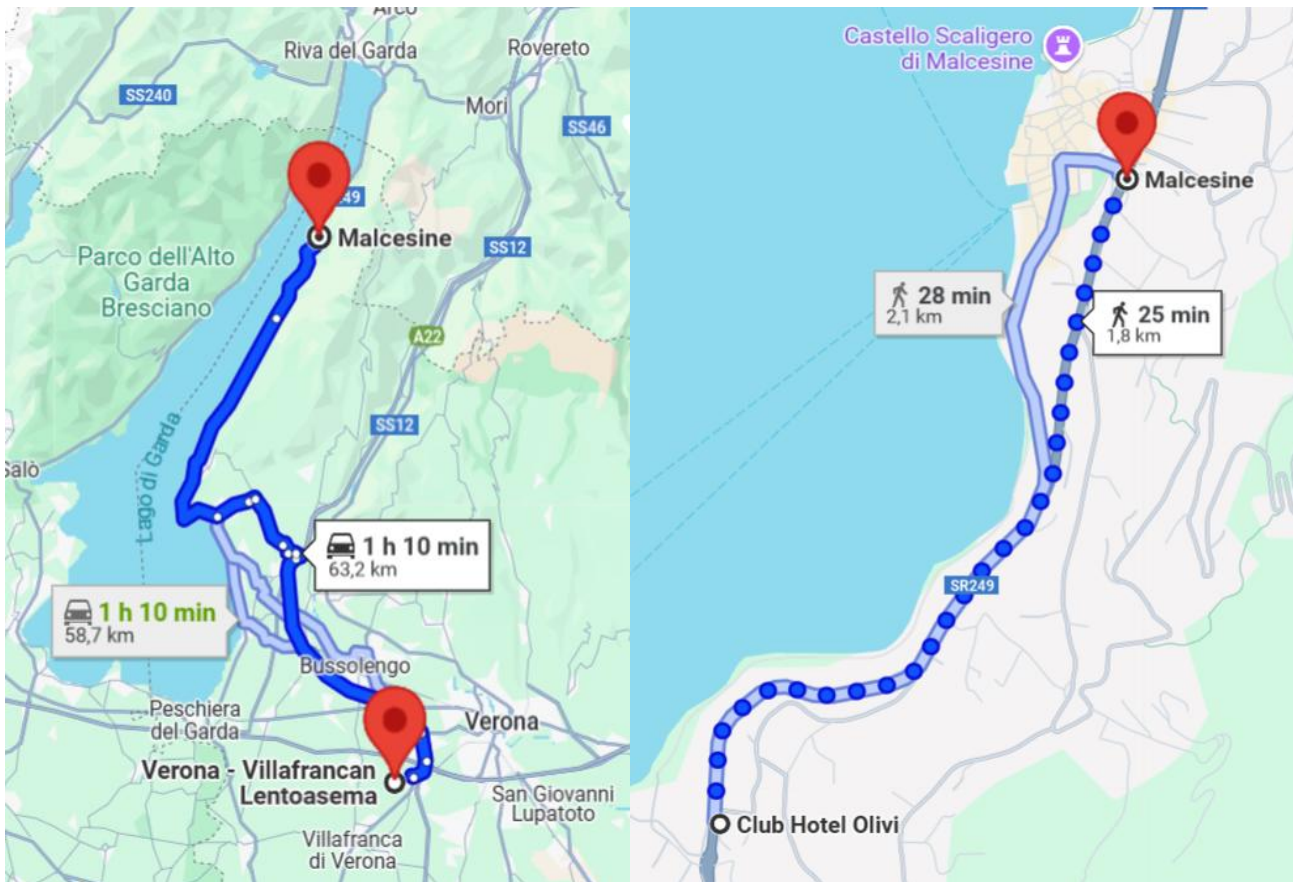 Arco
Riva del Garda
Rovereto
SS240
Mori
SS46
Malcesine
SS12
Parco dell'Alto
Garda
Bresciano
A22
Lago di Garda
SS12
Salò
1 h 10 min
63,2 km
1 h 10 min
58,7 km
Bussolengo
Peschiera
del Garda
Verona
Verona - Villafrancan
Lentoasema
San Giovanni
Lupatoto
Villafranca
di Verona
Castello Scaligero
di Malcesine
Malcesine
28 min
2,1 km
25 min
1,8 km
SR249
Club Hotel Olivi